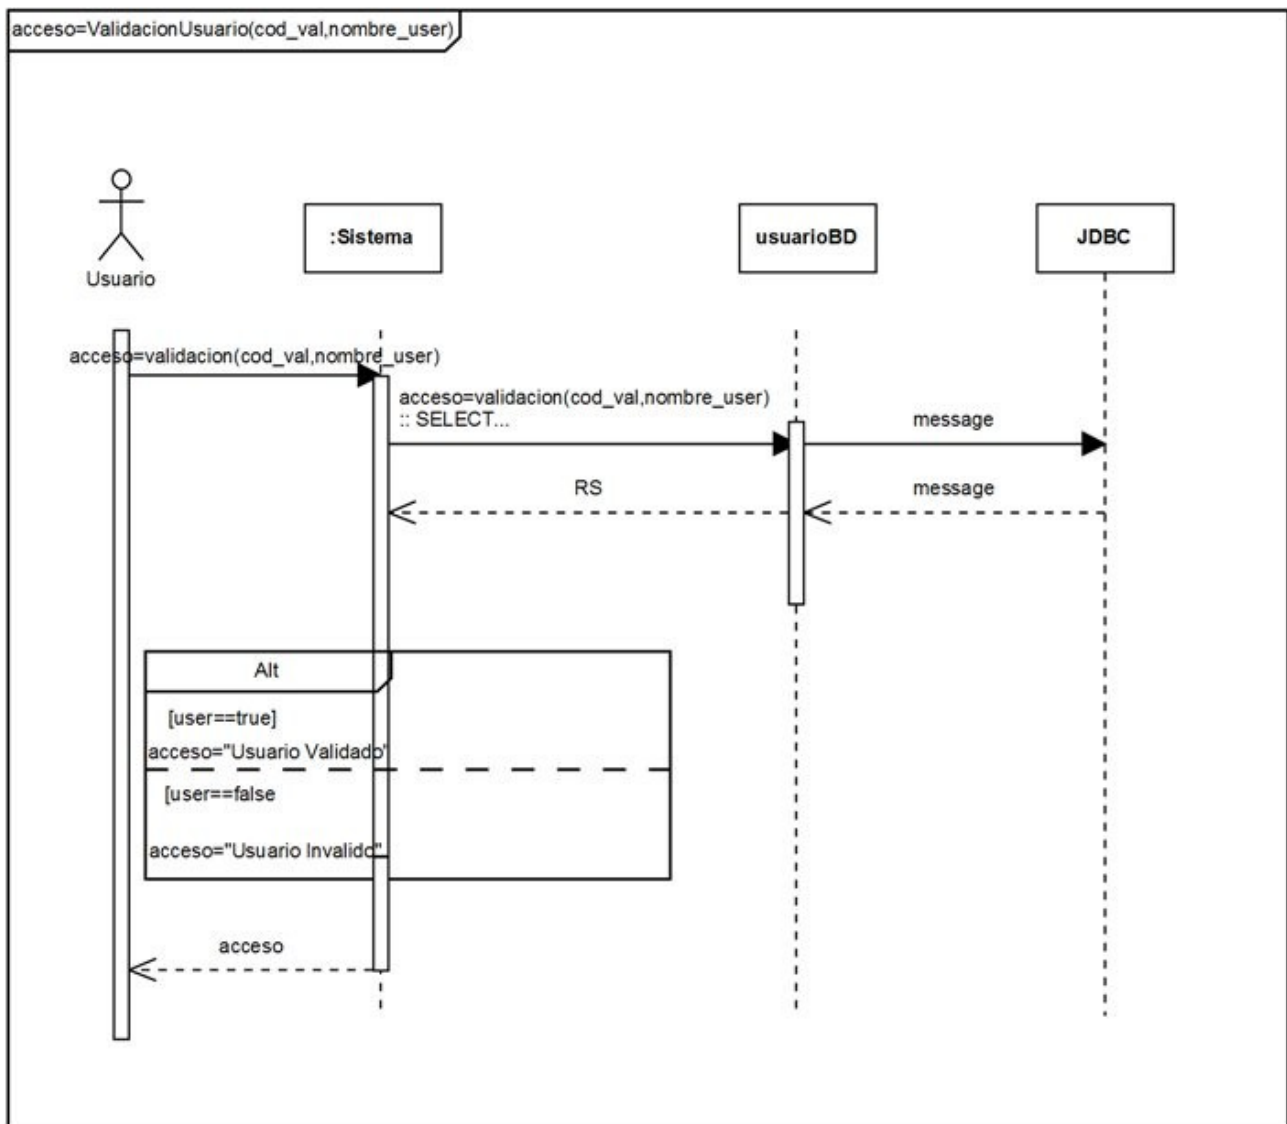 acceso=ValidacionUsuario(cod_val,nombre_user)
Usuario
:Sistema
usuarioBD
JDBC
acceso=validacion(cod_val,nombre_user)
acceso=validacion(cod_val,nombre_user)
:: SELECT...
message
RS
message
Alt
[user==true]
acceso="Usuario Validado"
[user==false
acceso="Usuario Invalido"
acceso